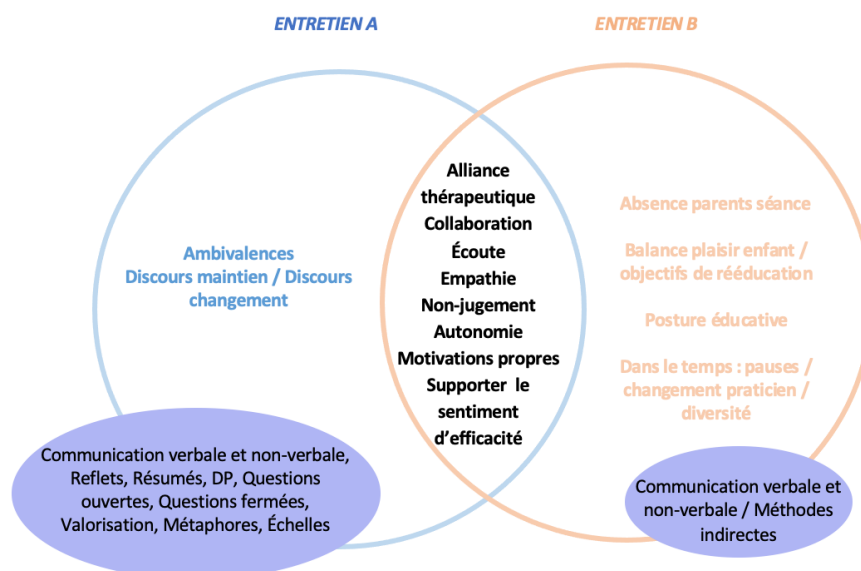 ENTRETIEN A
ENTRETIEN B
Ambivalences
Discours maintien / Discours
changement
Alliance
thérapeutique
Collaboration
Écoute
Empathie
Non-jugement
Autonomie
Motivations propres
Supporter le
sentiment
d'efficacité
Absence parents séance
Balance plaisir enfant /
objectifs de rééducation
Posture éducative
Dans le temps : pauses /
changement praticien /
diversité
Communication verbale et non-verbale,
Reflets, Résumés, DP, Questions
ouvertes, Questions fermées,
Valorisation, Métaphores, Échelles
Communication verbale et
non-verbale / Méthodes
indirectes